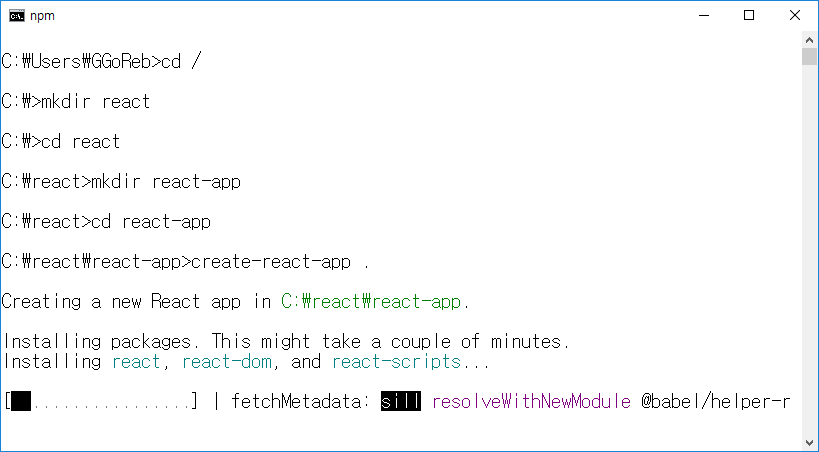 npm
C:₩Users₩GGoReb>cd /
C:₩>mkdir react
C:₩>cd react
C:₩react>mkdir react-app
C:₩react>cd react-app
C:₩react₩react-app>create-react-app .
Creating a new React app in C:₩react₩react-app.
Installing packages. This might take a couple of minutes.
Installing react, react-dom, and react-scripts...
[██................] | fetchMetadata: sill resolveWithNewModule @babel/helper-r